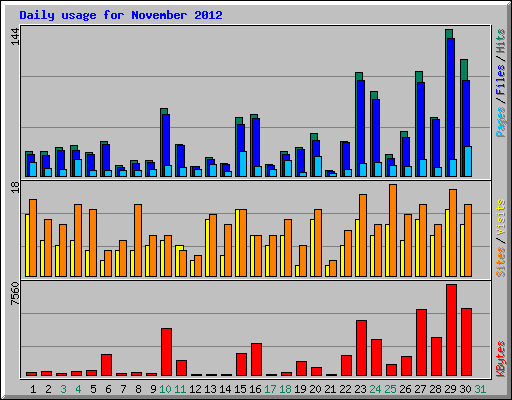 Daily usage for November 2012
144
Pages / Files / Hits
18
Sites / Visits
7560
KBytes
1 2 3 4 5 6 7 8 9 10 11 12 13 14 15 16 17 18 19 20 21 22 23 24 25 26 27 28 29 30 31